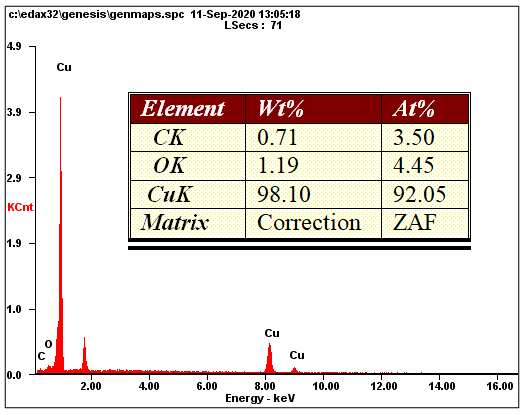 c:\edax32\genesis\genmaps.spc 11-Sep-2020 13:05:18
LSecs : 71
4.9
Cu
3.9
2.9
KCnt
1.9
1.0
0.0
Element Wt% At%
CK 0.71 3.50
OK 1.19 4.45
CuK 98.10 92.05
Matrix Correction ZAF
O
C
Cu
Cu
2.00 4.00 6.00 8.00 10.00 12.00 14.00 16.00
Energy - keV